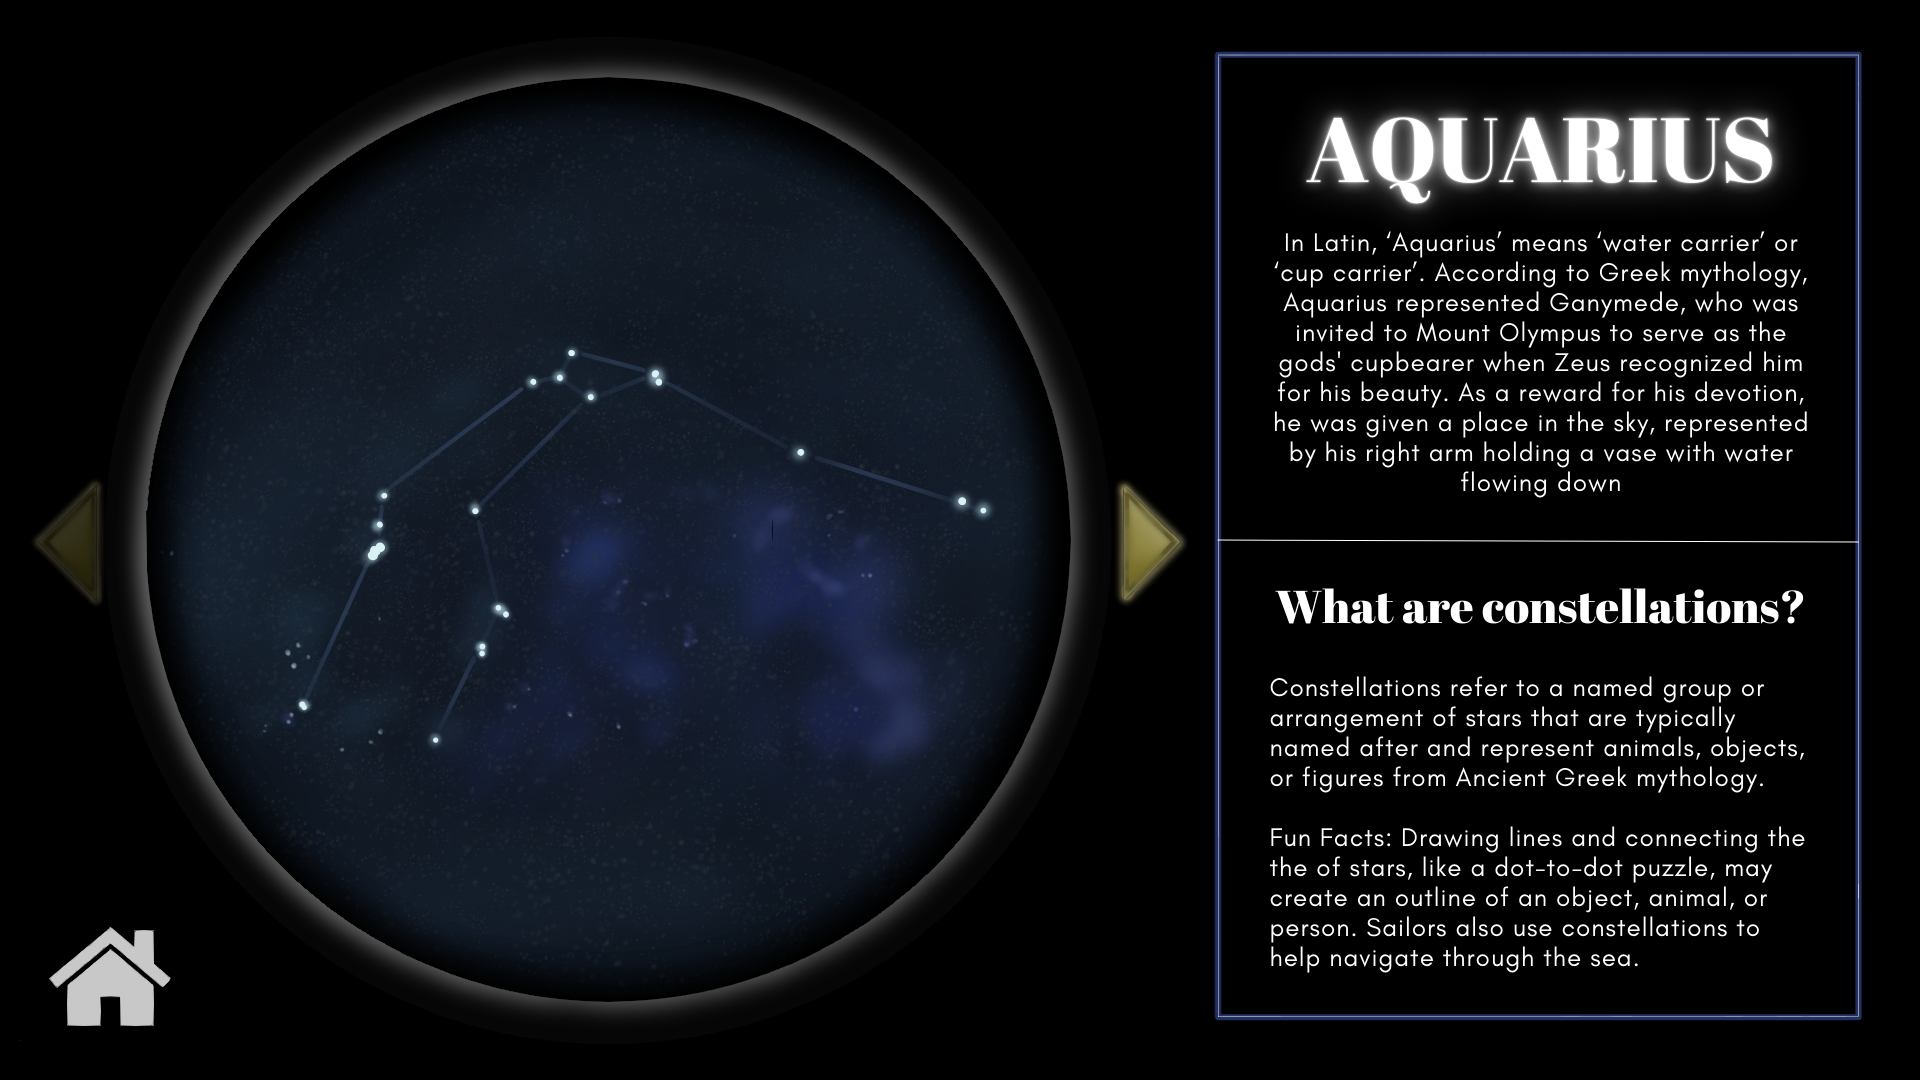 AQUARIUS
In Latin, ‘Aquarius’ means ‘water carrier’ or
‘cup carrier’. According to Greek mythology,
Aquarius represented Ganymede, who was
invited to Mount Olympus to serve as the
gods' cupbearer when Zeus recognized him
for his beauty. As a reward for his devotion,
he was given a place in the sky, represented
by his right arm holding a vase with water
flowing down
What are constellations?
Constellations refer to a named group or
arrangement of stars that are typically
named after and represent animals, objects,
or figures from Ancient Greek mythology.
Fun Facts: Drawing lines and connecting the
the of stars, like a dot-to-dot puzzle, may
create an outline of an object, animal, or
person. Sailors also use constellations to
help navigate through the sea.